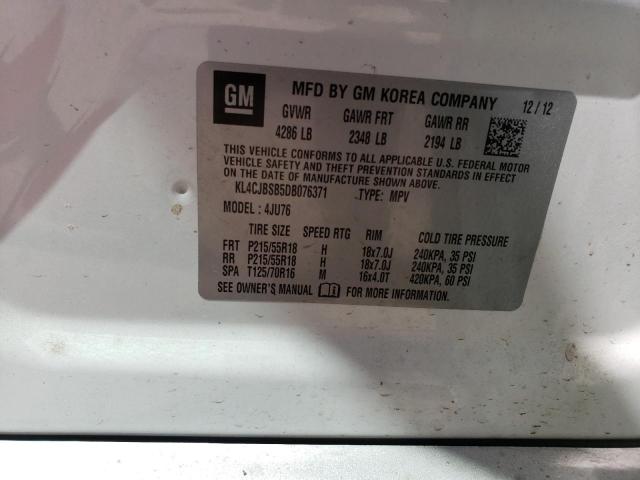 GM MFD BY GM KOREA COMPANY 12/12
GVWR GAWR FRT GAWR RR
4286 LB 2348 LB 2194 LB
THIS VEHICLE CONFORMS TO ALL APPLICABLE U.S. FEDERAL MOTOR
VEHICLE SAFETY AND THEFT PREVENTION STANDARDS IN EFFECT ON
THE DATE OF MANUFACTURE SHOWN ABOVE.
KL4CJBSB5DB076371 TYPE: MPV
MODEL : 4JU76
TIRE SIZE SPEED RTG RIM COLD TIRE PRESSURE
FRT P215/55R18 H 18x7.0J 240KPA, 35 PSI
RR P215/55R18 H 18x7.0J 240KPA, 35 PSI
SPA T125/70R16 M 16x4.0T 420KPA, 60 PSI
SEE OWNER'S MANUAL FOR MORE INFORMATION.